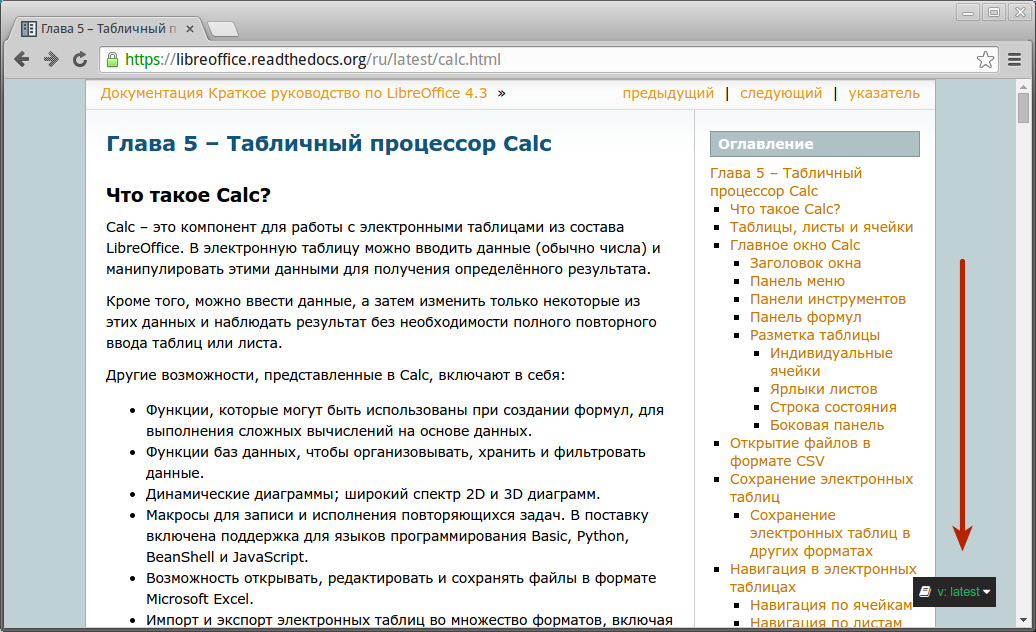 Глава 5 – Табличный п
https://libreoffice.readthedocs.org/ru/latest/calc.html
Документация Краткое руководство по LibreOffice 4.3 »
предыдущий | следующий | указатель
Глава 5 – Табличный процессор Calc
Что такое Calc?
Calc – это компонент для работы с электронными таблицами из состава
LibreOffice. В электронную таблицу можно вводить данные (обычно числа) и
манипулировать этими данными для получения определённого результата.
Кроме того, можно ввести данные, а затем изменить только некоторые из
этих данных и наблюдать результат без необходимости полного повторного
ввода таблиц или листа.
Другие возможности, представленные в Calc, включают в себя:
Функции, которые могут быть использованы при создании формул, для
выполнения сложных вычислений на основе данных.
Функции баз данных, чтобы организовывать, хранить и фильтровать
данные.
Динамические диаграммы; широкий спектр 2D и 3D диаграмм.
Макросы для записи и исполнения повторяющихся задач. В поставку
включена поддержка для языков программирования Basic, Python,
BeanShell и JavaScript.
Возможность открывать, редактировать и сохранять файлы в формате
Microsoft Excel.
Импорт и экспорт электронных таблиц во множество форматов, включая
Оглавление
Глава 5 – Табличный
процессор Calc
Что такое Calc?
Таблицы, листы и ячейки
Главное окно Calc
Заголовок окна
Панель меню
Панели инструментов
Панель формул
Разметка таблицы
Индивидуальные
ячейки
Ярлыки листов
Строка состояния
Боковая панель
Открытие файлов в
формате CSV
Сохранение электронных
таблиц
Сохранение
электронных таблиц в
других форматах
Навигация в электронных
таблицах
Навигация по ячейкам
Навигация по листам
v: latest